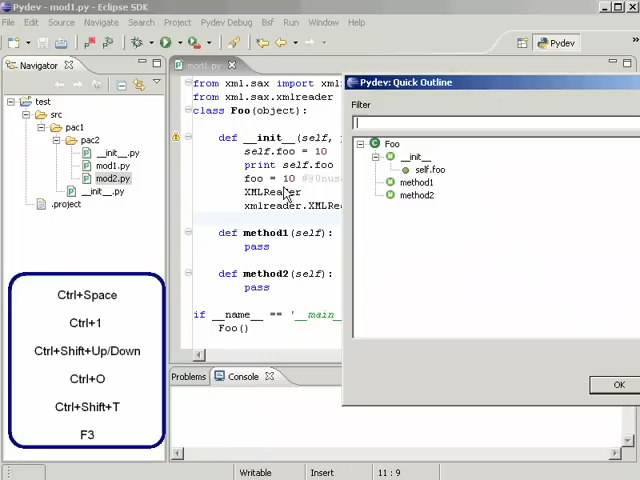 Pydev - mod1.py - Eclipse SDK
File Edit Source Navigate Search Project Pydev Debug Bsf Run Window Help
Pydev
Navigator
mod1.py
test
src
pac1
pac2
__init__.py
mod1.py
mod2.py
__init__.py
.project
from xml.sax import xml
from xml.sax.xmlreader
class Foo(object):
def __init__(self,
self.foo = 10
print self.foo
foo = 10 #@Unus
XMLReader
xmlreader.XMLRe
def method1(self):
pass
def method2(self):
pass
if __name__ == '__main_
Foo()
Pydev: Quick Outline
Filter
Foo
__init__
self.foo
method1
method2
OK
Ctrl+Space
Ctrl+1
Ctrl+Shift+Up/Down
Ctrl+O
Ctrl+Shift+T
F3
Problems Console
Writable Insert 11 : 9